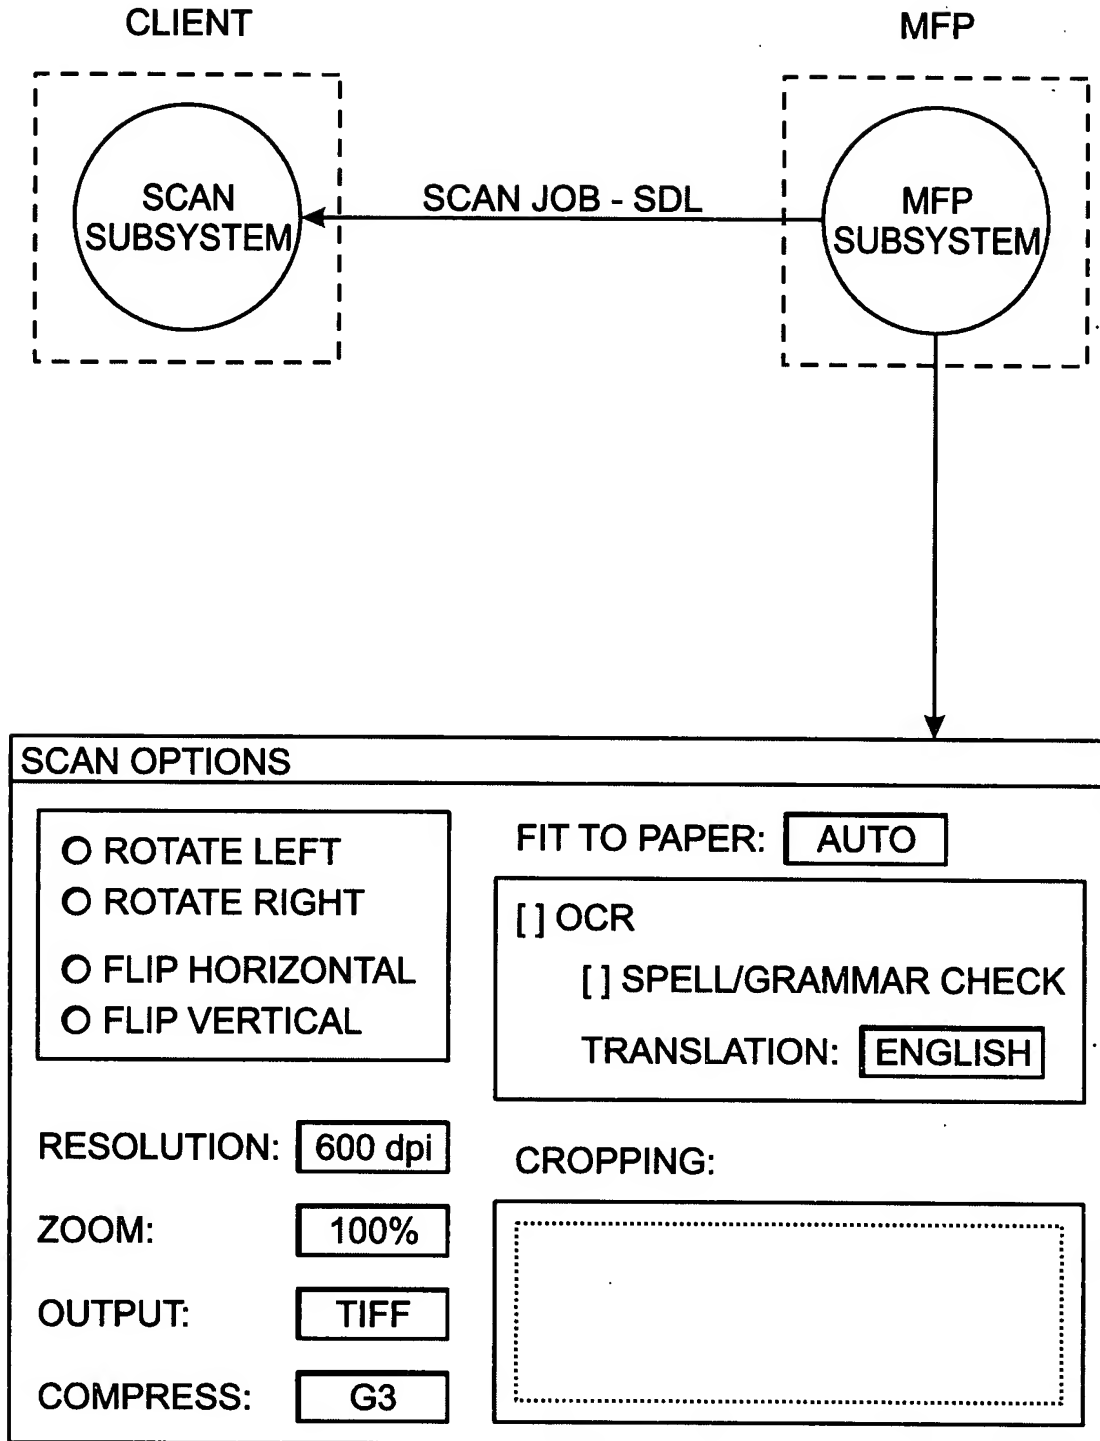 CLIENT
MFP
SCAN
SUBSYSTEM
SCAN JOB - SDL
MFP
SUBSYSTEM
SCAN OPTIONS
ROTATE LEFT
ROTATE RIGHT
FLIP HORIZONTAL
FLIP VERTICAL
FIT TO PAPER: AUTO
[ ] OCR
[ ] SPELL/GRAMMAR CHECK
TRANSLATION: ENGLISH
RESOLUTION: 600 dpi
ZOOM: 100%
OUTPUT: TIFF
COMPRESS: G3
CROPPING: